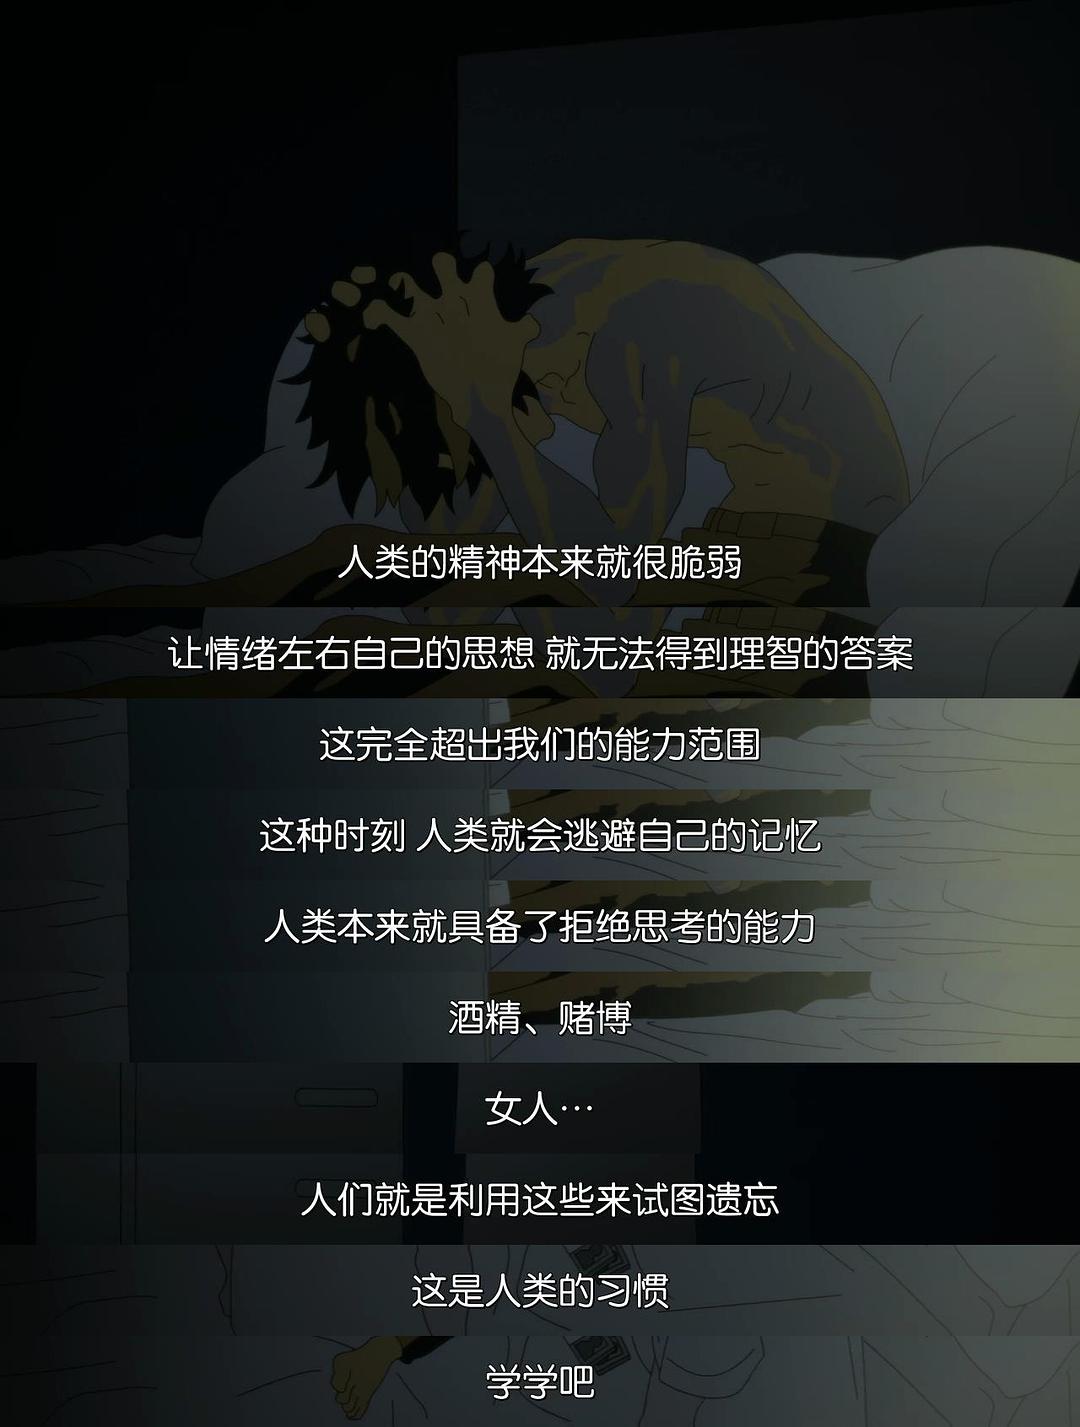 人类的精神本来就很脆弱
让情绪左右自己的思想 就无法得到理智的答案
这完全超出我们的能力范围
这种时刻 人类就会逃避自己的记忆
人类本来就具备了拒绝思考的能力
酒精、赌博
女人…
人们就是利用这些来试图遗忘
这是人类的习惯
学学吧